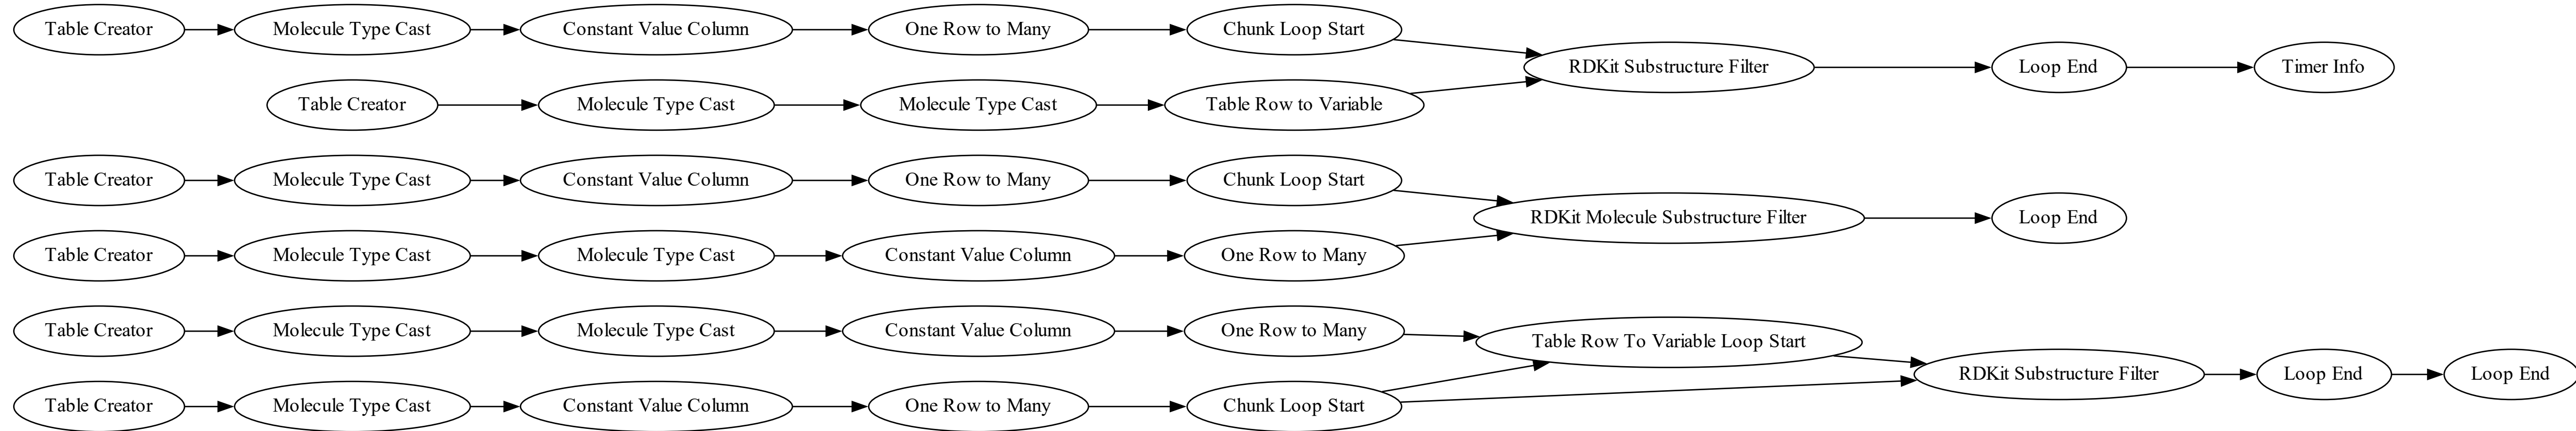 Table Creator
Molecule Type Cast
Constant Value Column
One Row to Many
Chunk Loop Start
RDKit Substructure Filter
Loop End
Timer Info
Table Creator
Molecule Type Cast
Molecule Type Cast
Table Row to Variable
Table Creator
Molecule Type Cast
Constant Value Column
One Row to Many
Chunk Loop Start
RDKit Molecule Substructure Filter
Loop End
Table Creator
Molecule Type Cast
Molecule Type Cast
Constant Value Column
One Row to Many
Table Creator
Molecule Type Cast
Molecule Type Cast
Constant Value Column
One Row to Many
Table Row To Variable Loop Start
RDKit Substructure Filter
Loop End
Loop End
Table Creator
Molecule Type Cast
Constant Value Column
One Row to Many
Chunk Loop Start